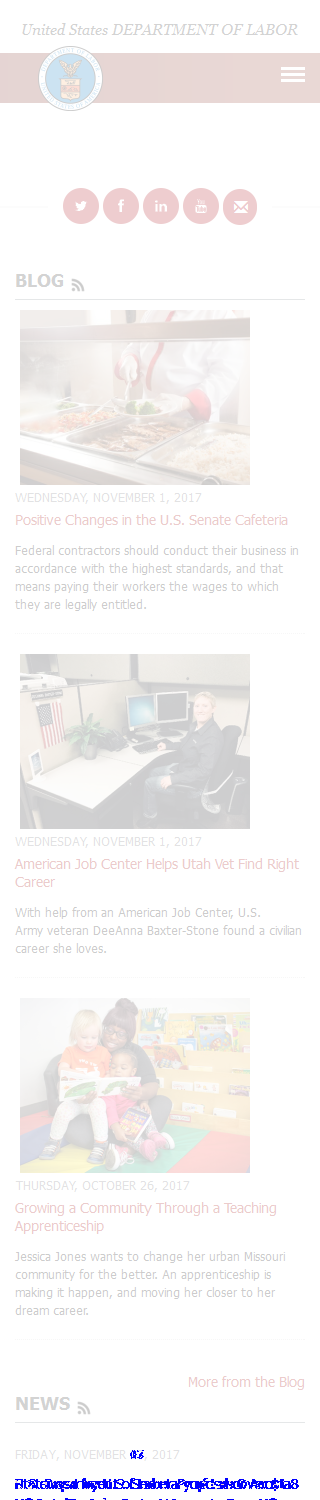 United States DEPARTMENT OF LABOR
BLOG
WEDNESDAY, NOVEMBER 1, 2017
Positive Changes in the U.S. Senate Cafeteria
Federal contractors should conduct their business in
accordance with the highest standards, and that
means paying their workers the wages to which
they are legally entitled.
WEDNESDAY, NOVEMBER 1, 2017
American Job Center Helps Utah Vet Find Right
Career
With help from an American Job Center, U.S.
Army veteran DeeAnna Baxter-Stone found a civilian
career she loves.
THURSDAY, OCTOBER 26, 2017
Growing a Community Through a Teaching
Apprenticeship
Jessica Jones wants to change her urban Missouri
community for the better. An apprenticeship is
making it happen, and moving her closer to her
dream career.
More from the Blog
NEWS
FRIDAY, NOVEMBER 2017